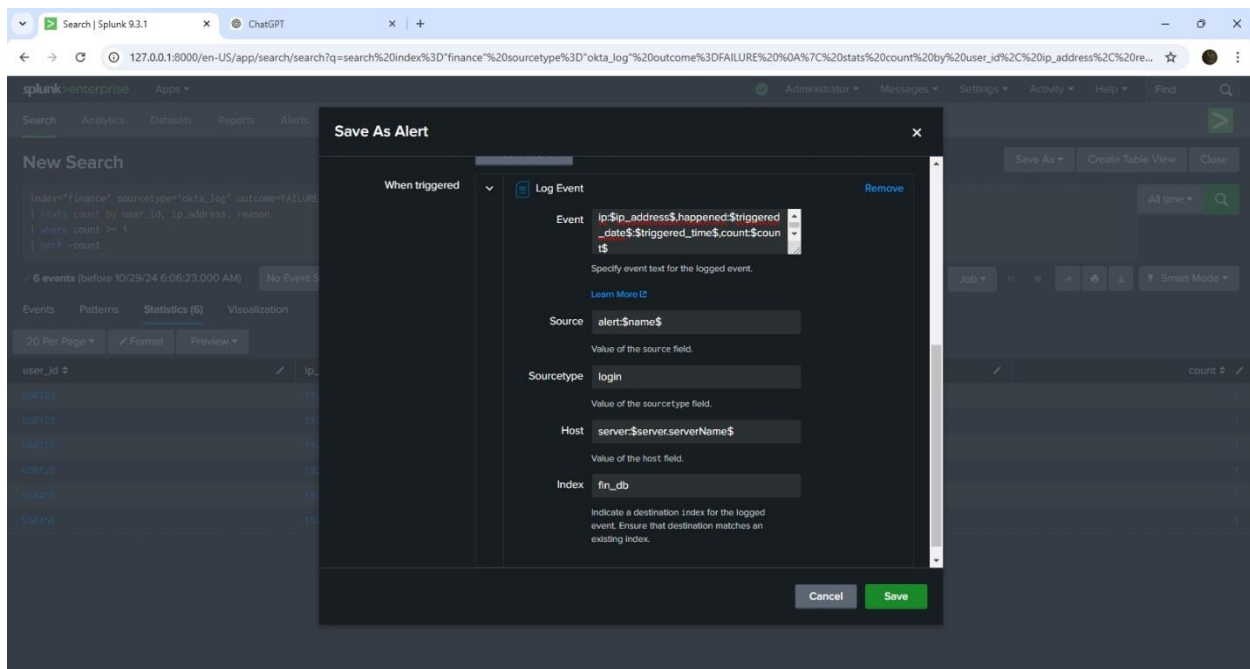 Search | Splunk 9.3.1
ChatGPT
127.0.0.1:8000/en-US/app/search/search?q=search%20index%3D"finance"%20sourcetype%3D"okta_log"%20outcome%3DFAILURE%20%0A%7C%20stats%20count%20by%20user_id%2C%20ip_address%2C%20re...
splunk>enterprise Apps Administrator Messages Settings Activity Help Find
Search Analytics Datasets Reports Alerts
Save As Alert
New Search
Save As Create Table View Close
index="finance" sourcetype="okta_log" outcome=FAILURE
| stats count by user_id, ip_address, reason
| where count >= 1
| sort -count
All time
6 events (before 10/29/24 6:06:23.000 AM) No Event S
Job Smart Mode
Events Patterns Statistics (6) Visualization
20 Per Page Format Preview
user_id ip_ count
USR123
USR123
USR456
USR456
When triggered
Log Event Remove
Event
ip:$ip_address$,happened:$triggered
_date$:$triggered_time$,count:$coun
t$
Specify event text for the logged event.
Learn More
Source alert:$name$
Value of the source field.
Sourcetype login
Value of the sourcetype field.
Host server:$server.serverName$
Value of the host field.
Index fin_db
Indicate a destination index for the logged
event. Ensure that destination matches an
existing index.
Cancel Save